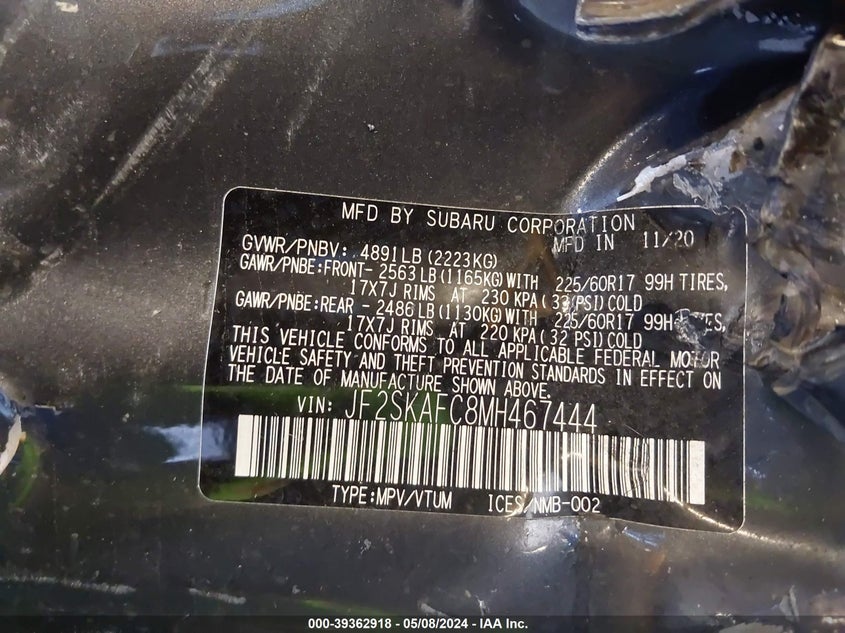 MFD BY SUBARU CORPORATION
MFD IN 11/20
GVWR/PNBV: 4891LB (2223KG)
GAWR/PNBE:FRONT- 2563LB (1165KG) WITH 225/60R17 99H TIRES,
17X7J RIMS AT 230 KPA (33 PSI) COLD
GAWR/PNBE:REAR - 2486LB (1130KG) WITH 225/60R17 99H
17X7J RIMS AT 220 KPA (32 PSI) COLD
THIS VEHICLE CONFORMS TO ALL APPLICABLE FEDERAL MOTOR
VEHICLE SAFETY AND THEFT PREVENTION STANDARDS IN EFFECT ON
THE DATE OF MANUFACTURE SHOWN ABOVE.
VIN: JF2SKAFC8MH467444
TYPE:MPV/VTUM ICES/NMB-002
000-39362918 - 05/08/2024 - IAA Inc.